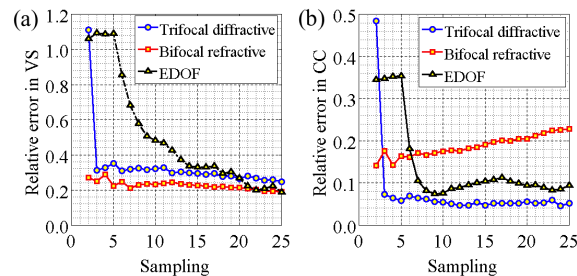 (a)
Relative error in VS
1.2
1.0
0.8
0.6
0.4
0.2
0.0
0 5 10 15 20 25
Sampling
Trifocal diffractive
Bifocal refractive
EDOF
(b)
Relative error in CC
0.5
0.4
0.3
0.2
0.1
0.0
0 5 10 15 20 25
Sampling
Trifocal diffractive
Bifocal refractive
EDOF